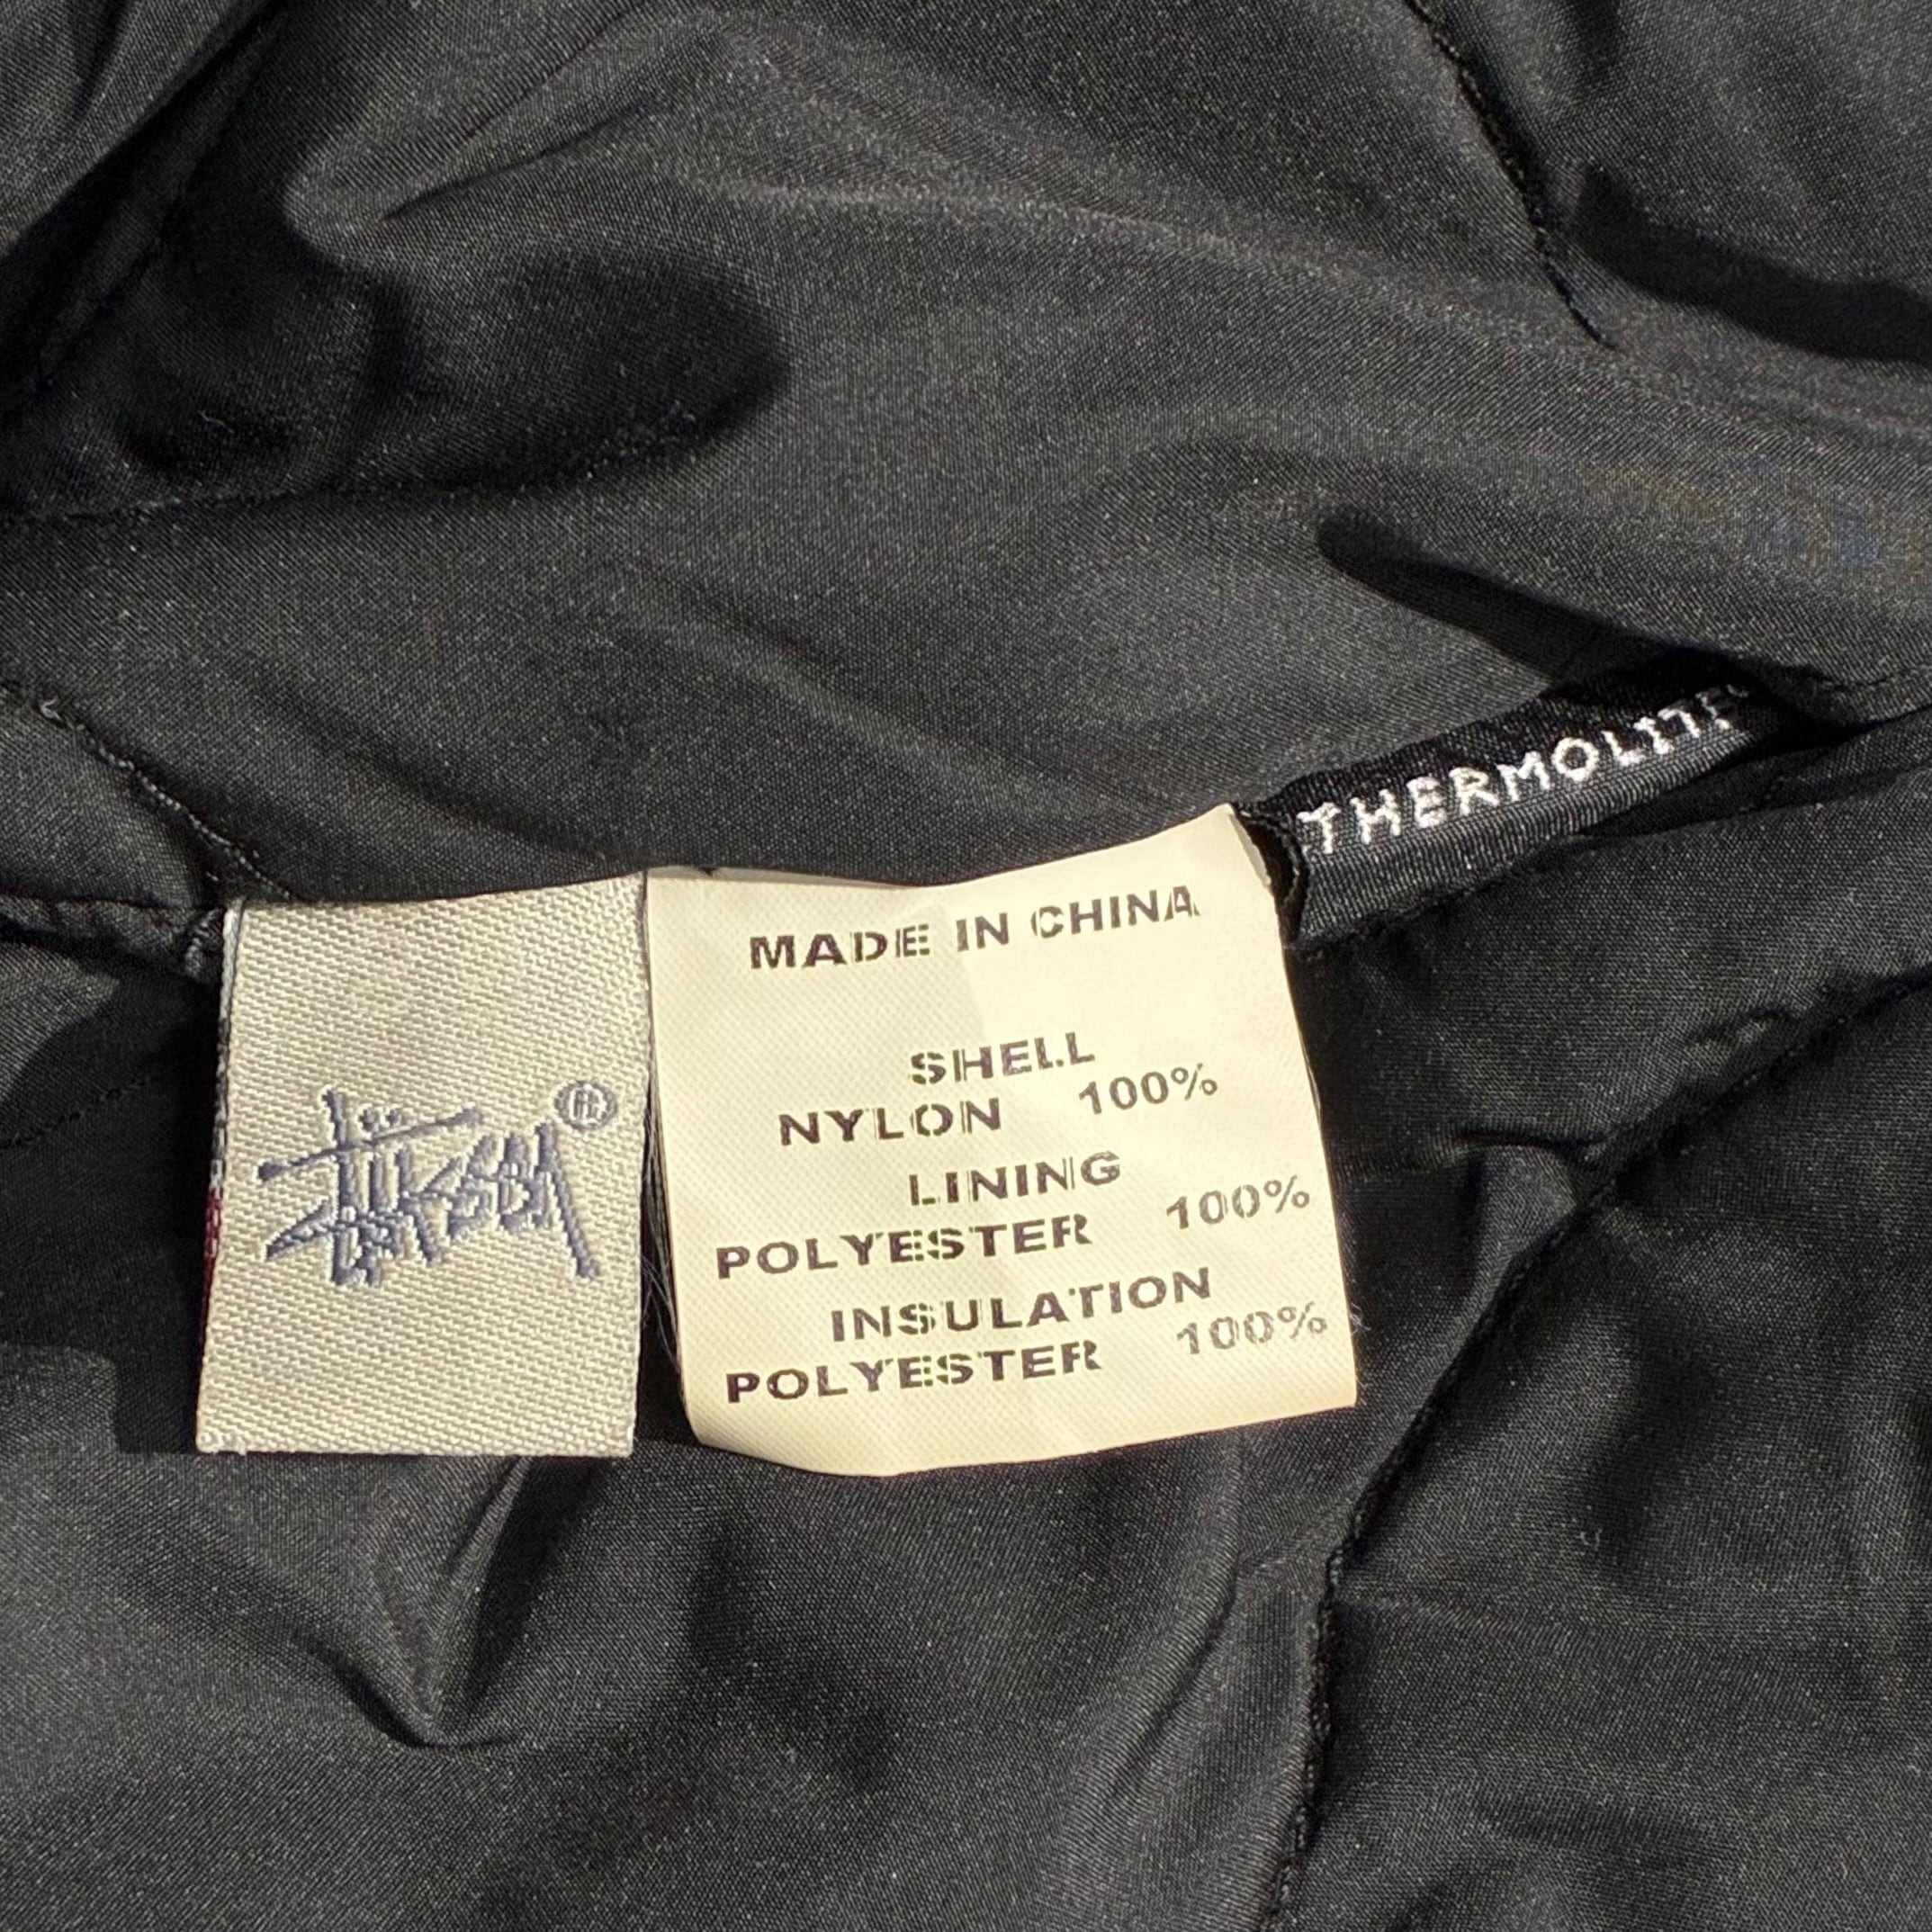 THERMOLITE
Stüssy®
MADE IN CHINA
SHELL
NYLON 100%
LINING
POLYESTER 100%
INSULATION
POLYESTER 100%